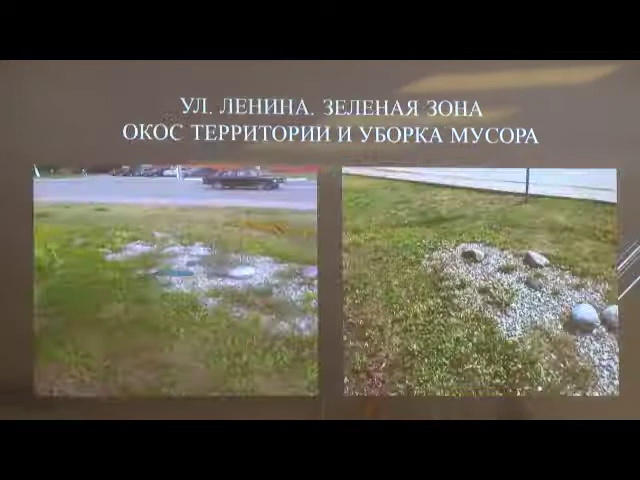 УЛ. ЛЕНИНА. ЗЕЛЕНАЯ ЗОНА
ОКОС ТЕРРИТОРИИ И УБОРКА МУСОРА